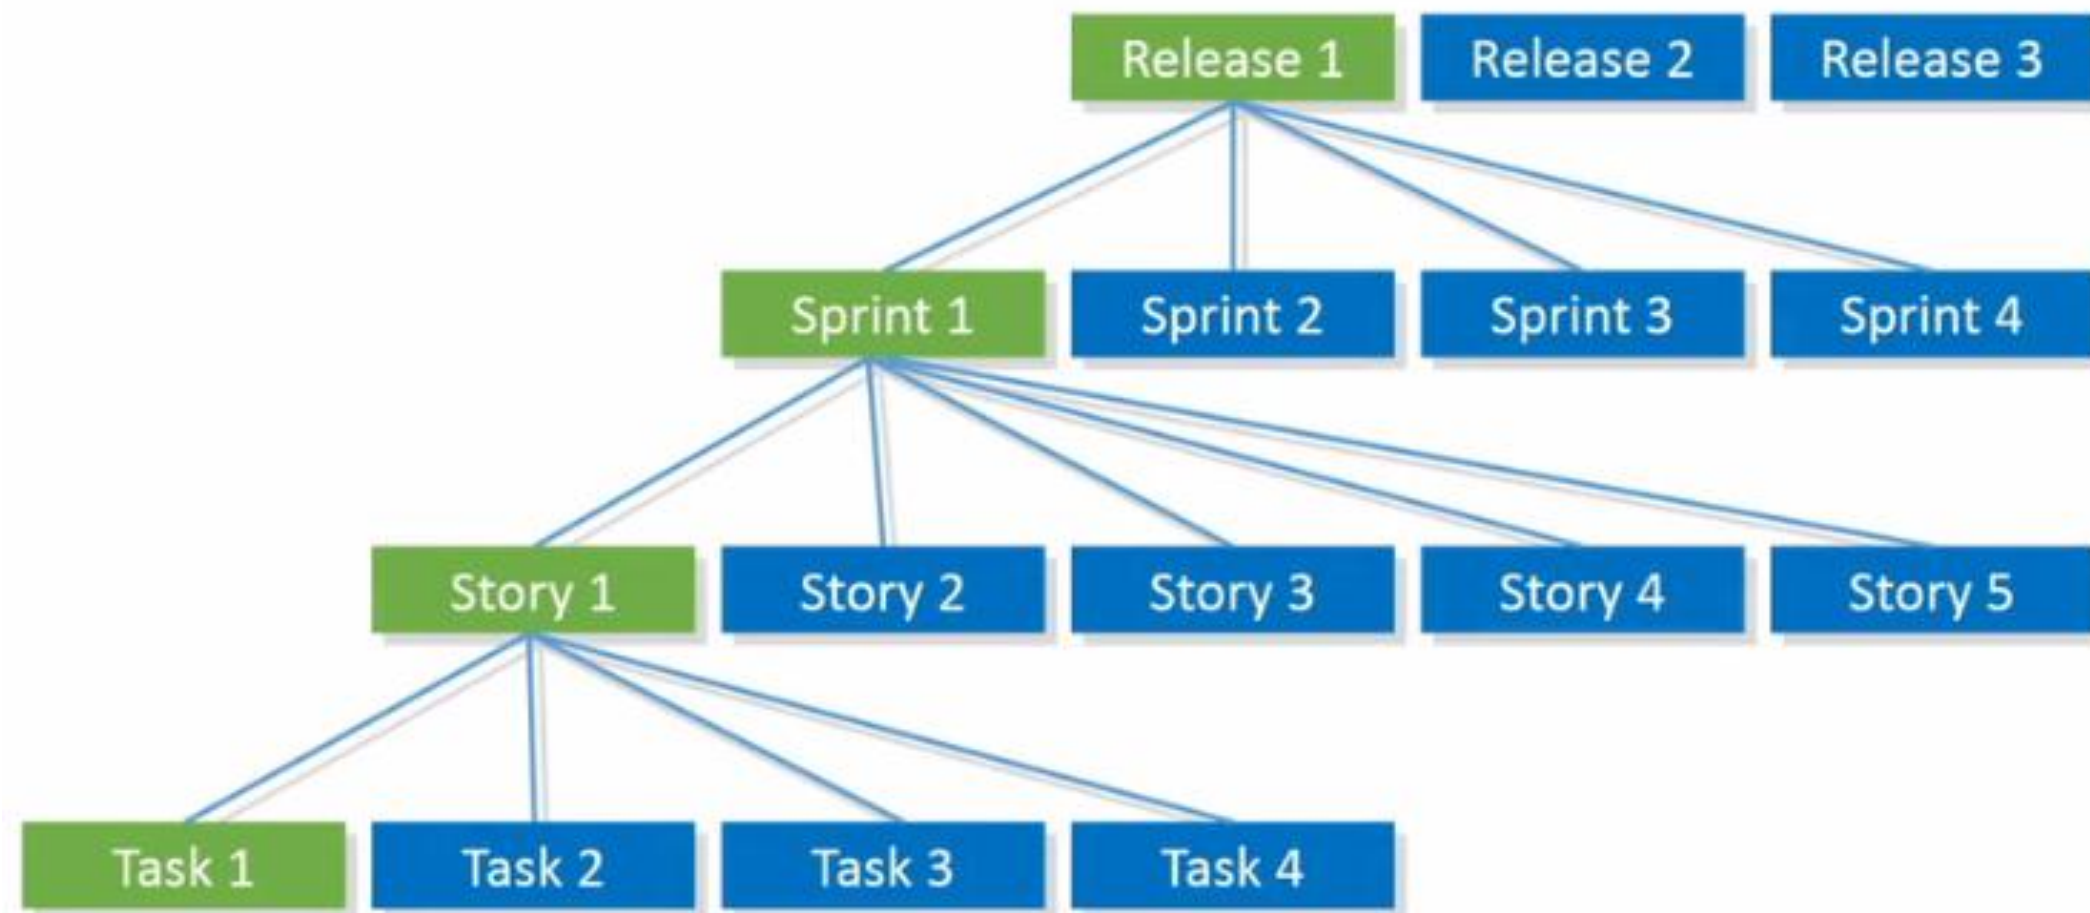 Release 1 Release 2 Release 3
Sprint 1 Sprint 2 Sprint 3 Sprint 4
Story 1 Story 2 Story 3 Story 4 Story 5
Task 1 Task 2 Task 3 Task 4